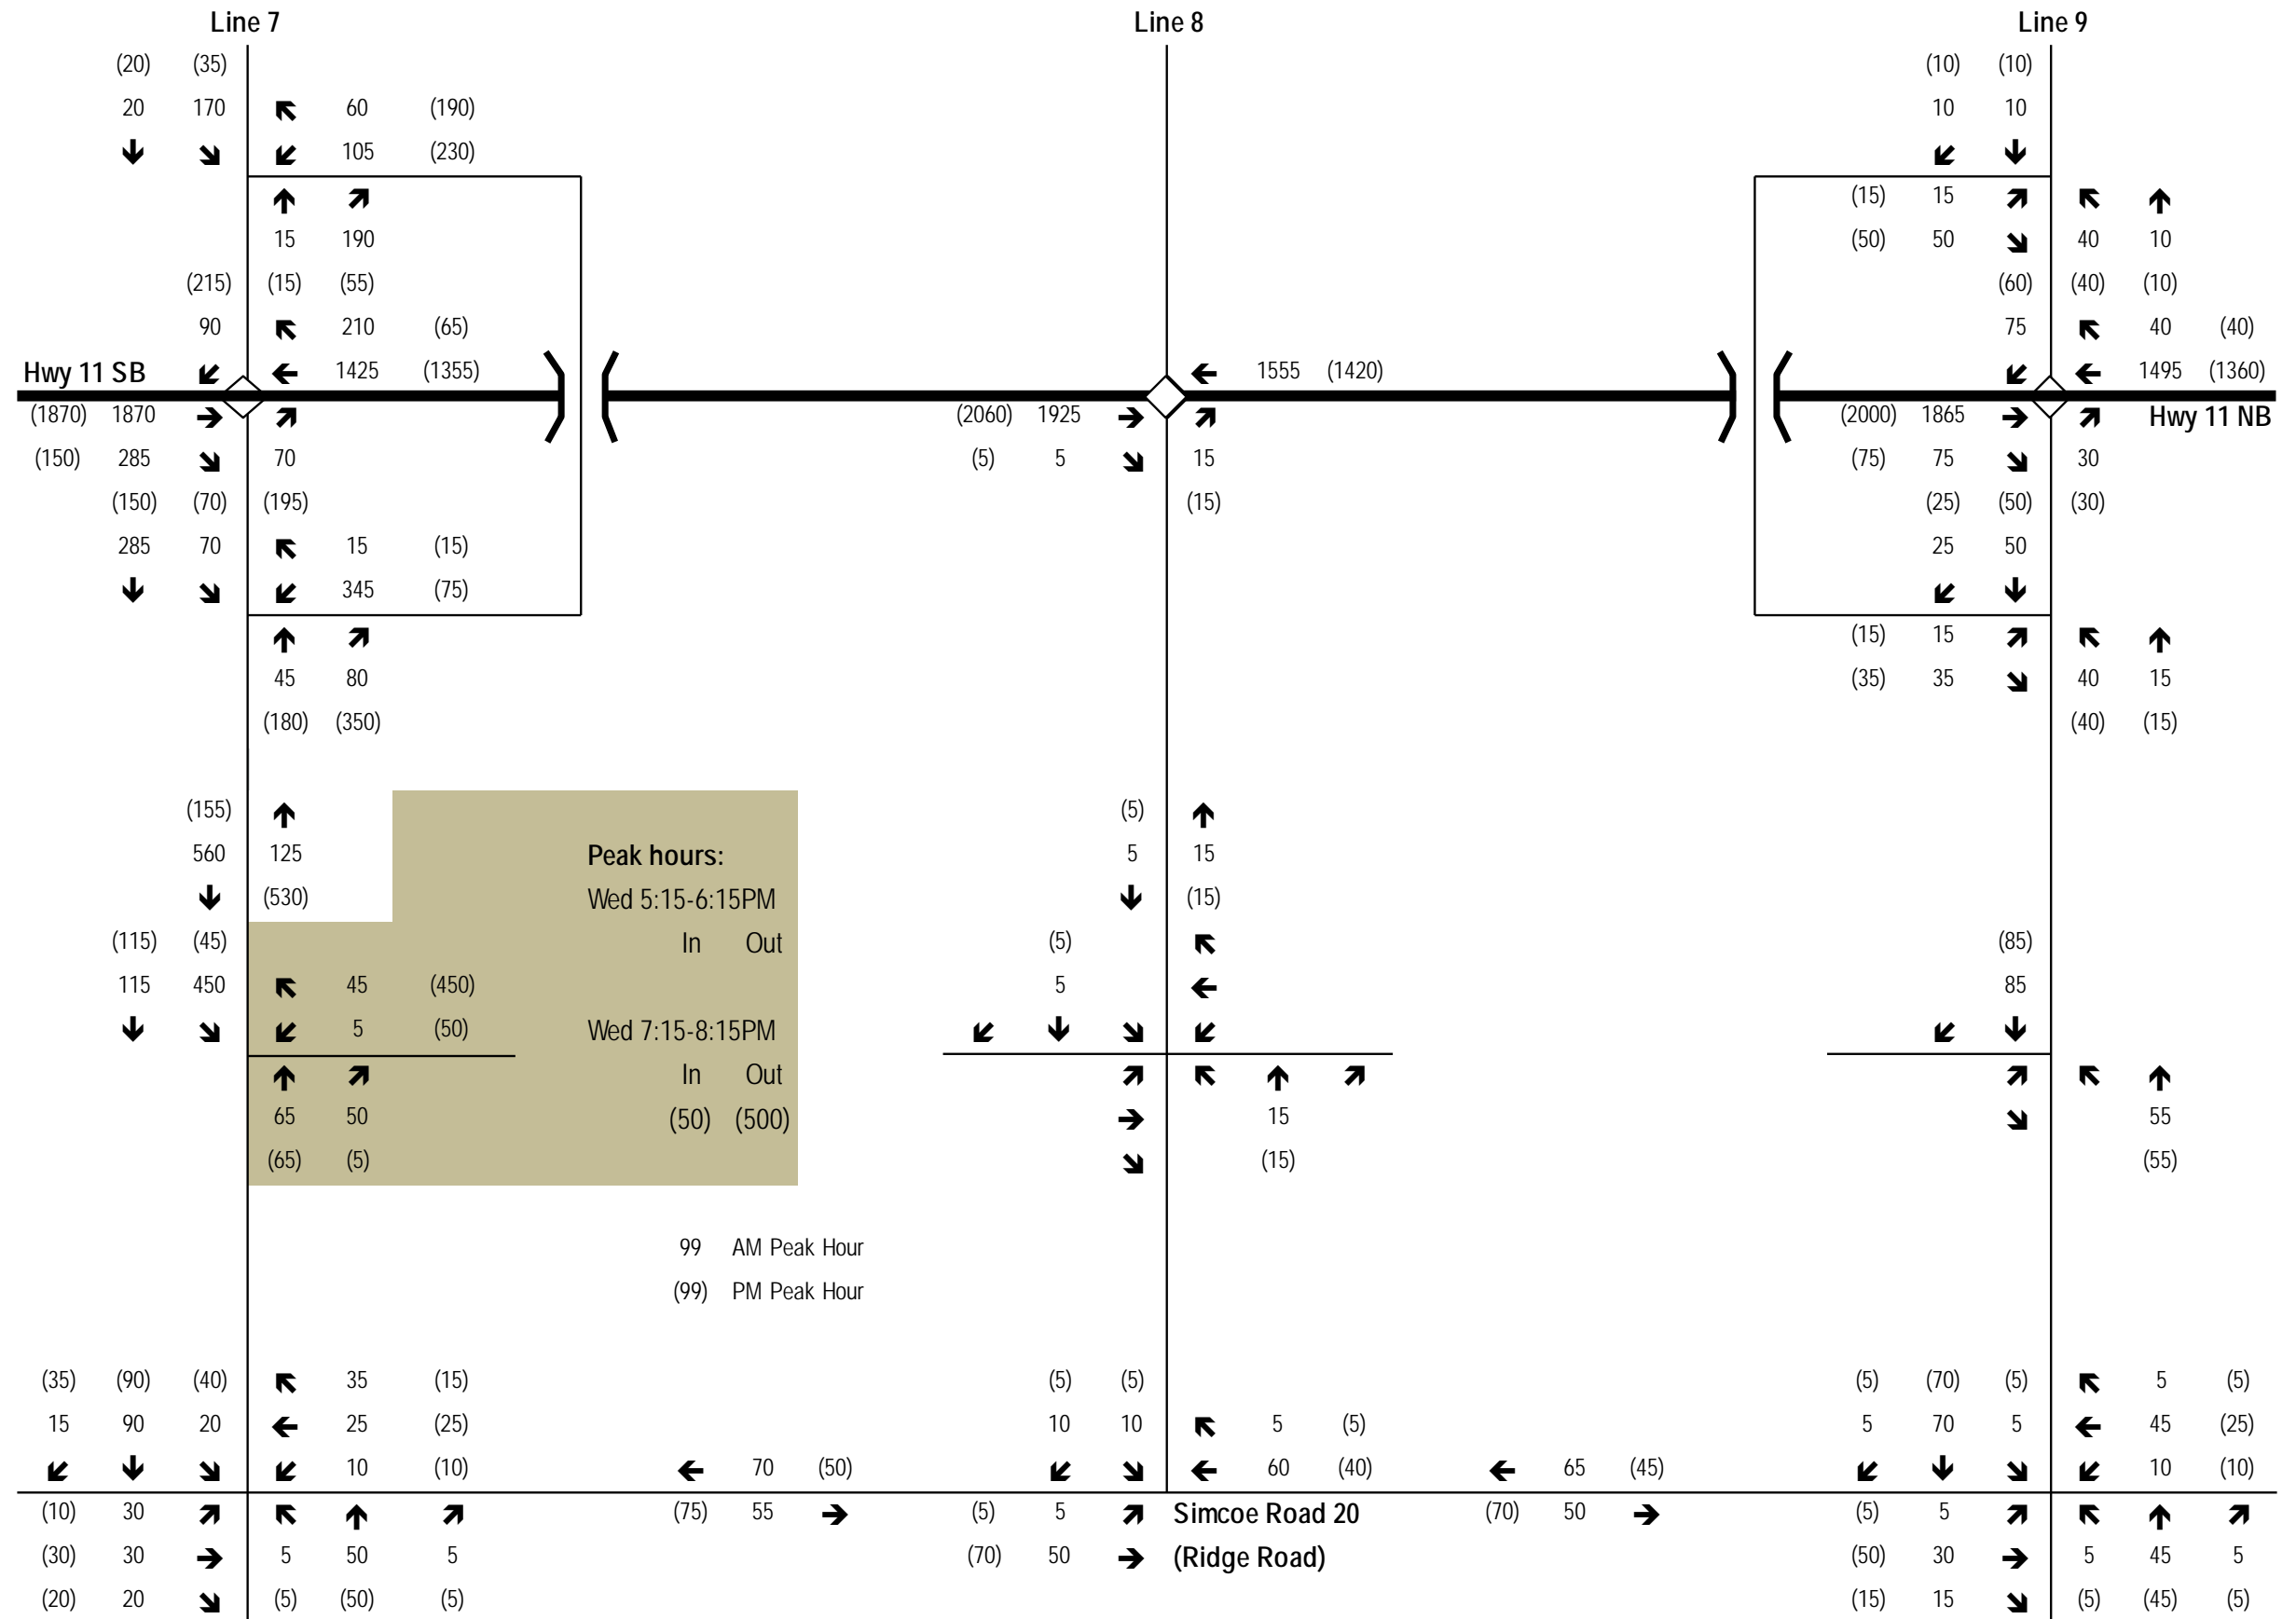 Line 7 Line 8 Line 9
(20) (35) (10) (10)
20 170 60 (190) 10 10
105 (230)
(15) 15
15 190 (50) 50 40 10
(215) (15) (55) (60) (40) (10)
90 210 (65) 75 40 (40)
Hwy 11 SB 1425 (1355) 1555 (1420) 1495 (1360)
(1870) 1870 (2060) 1925 (2000) 1865 Hwy 11 NB
(150) 285 70 (5) 5 15 (75) 75 30
(150) (70) (195) (15) (25) (50) (30)
285 70 15 (15) 25 50
345 (75)
(15) 15
45 80 (35) 35 40 15
(180) (350) (40) (15)
(155) (5)
560 125 Peak hours: 5 15
(530) Wed 5:15-6:15PM (15)
(115) (45) In Out (5) (85)
115 450 45 (450) 5 85
5 (50) Wed 7:15-8:15PM
In Out
65 50 (50) (500) 15 55
(65) (5) (15) (55)
99 AM Peak Hour
(99) PM Peak Hour
(35) (90) (40) 35 (15) (5) (5) (5) (70) (5) 5 (5)
15 90 20 25 (25) 10 10 5 (5) 5 70 5 45 (25)
10 (10) 70 (50) 60 (40) 65 (45) 10 (10)
(10) 30 (75) 55 (5) 5 Simcoe Road 20 (70) 50 (5) 5
(30) 30 5 50 5 (70) 50 (Ridge Road) (50) 30 5 45 5
(20) 20 (5) (50) (5) (15) 15 (5) (45) (5)